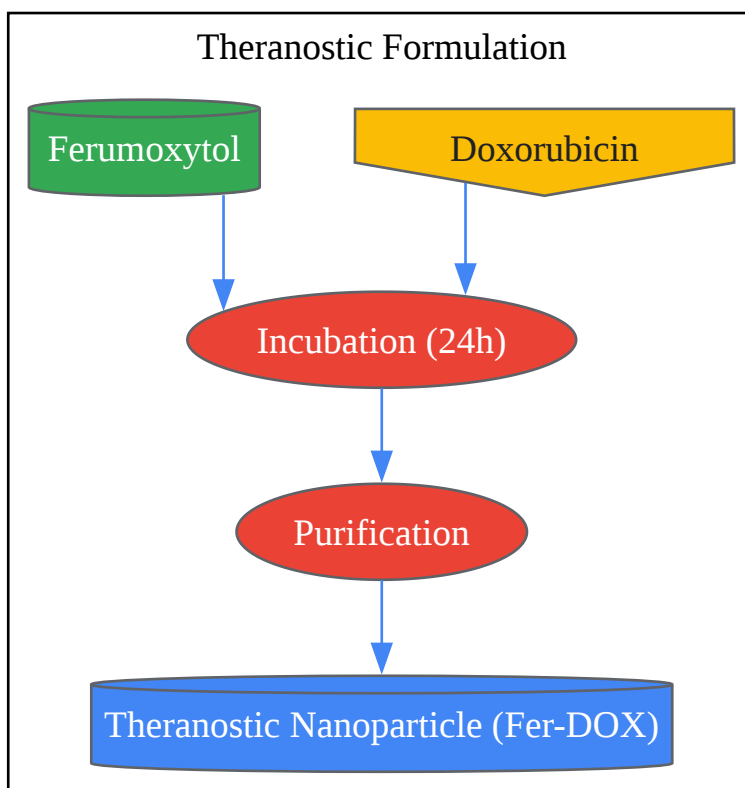 Theranostic Formulation
Ferumoxytol
Doxorubicin
Incubation (24h)
Purification
Theranostic Nanoparticle (Fer-DOX)